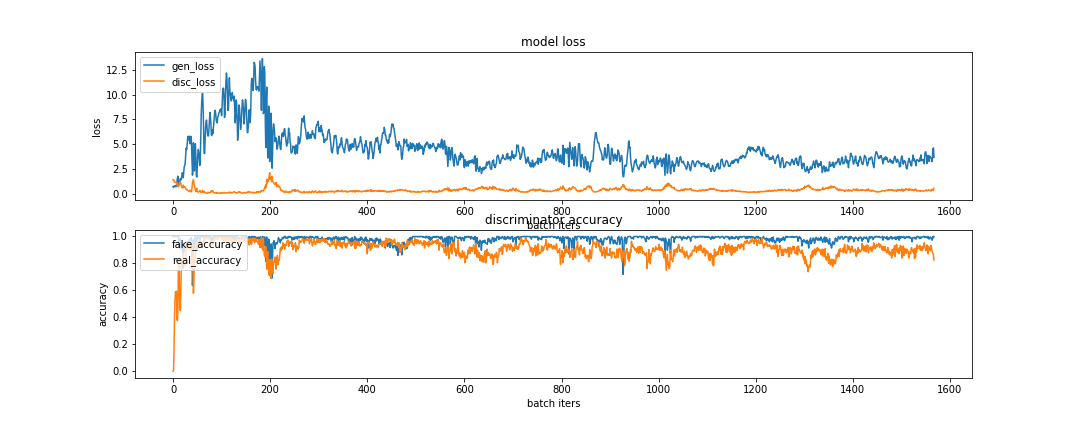 model loss
gen_loss
disc_loss
12.5
10.0
7.5
5.0
2.5
0.0
loss
0 200 400 600 800 1000 1200 1400 1600
batch iters
discriminator accuracy
fake_accuracy
real_accuracy
1.0
0.8
0.6
0.4
0.2
0.0
accuracy
0 200 400 600 800 1000 1200 1400 1600
batch iters